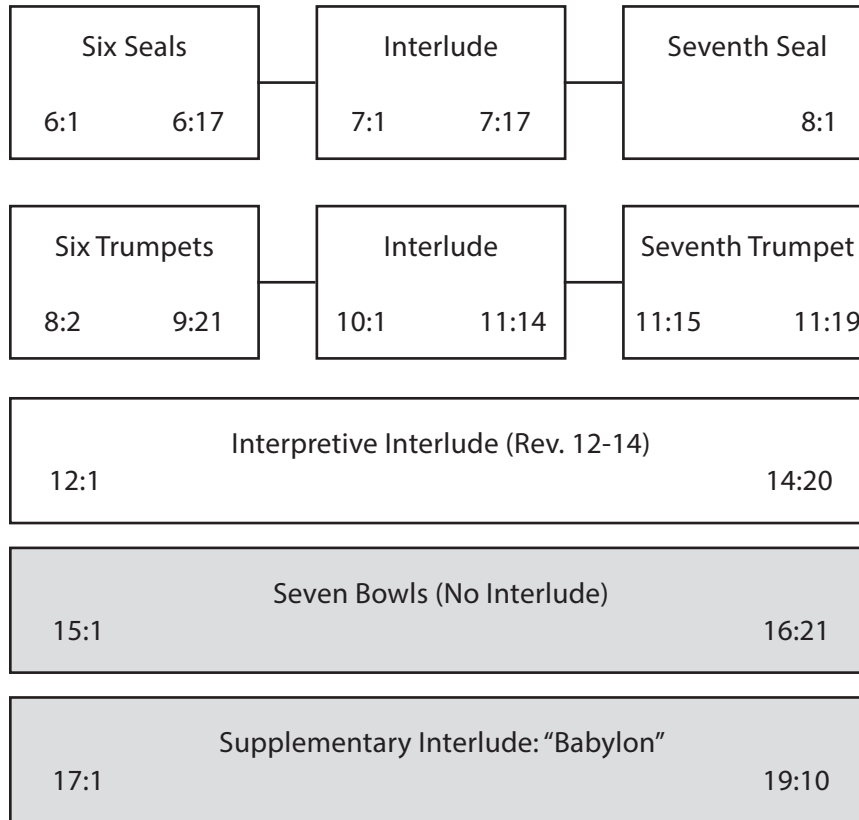 Six Seals Interlude Seventh Seal
6:1 6:17 7:1 7:17 8:1
Six Trumpets Interlude Seventh Trumpet
8:2 9:21 10:1 11:14 11:15 11:19
Interpretive Interlude (Rev. 12-14)
12:1 14:20
Seven Bowls (No Interlude)
15:1 16:21
Supplementary Interlude: “Babylon”
17:1 19:10